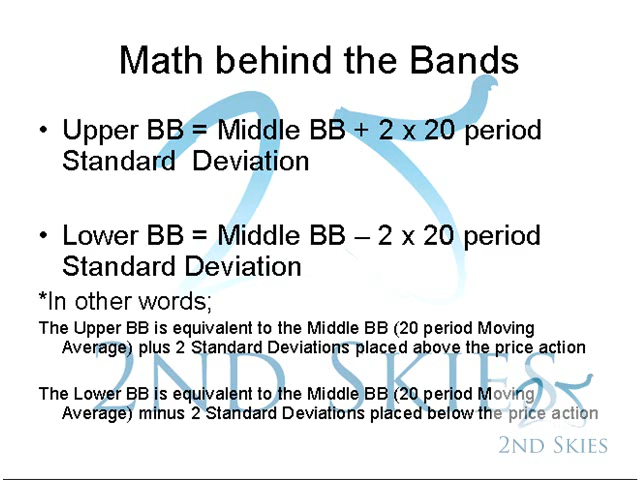 Math behind the Bands
• Upper BB = Middle BB + 2 x 20 period
Standard Deviation
• Lower BB = Middle BB – 2 x 20 period
Standard Deviation
*In other words;
The Upper BB is equivalent to the Middle BB (20 period Moving
Average) plus 2 Standard Deviations placed above the price action
The Lower BB is equivalent to the Middle BB (20 period Moving
Average) minus 2 Standard Deviations placed below the price action
2ND SKIES
2ND SKIES